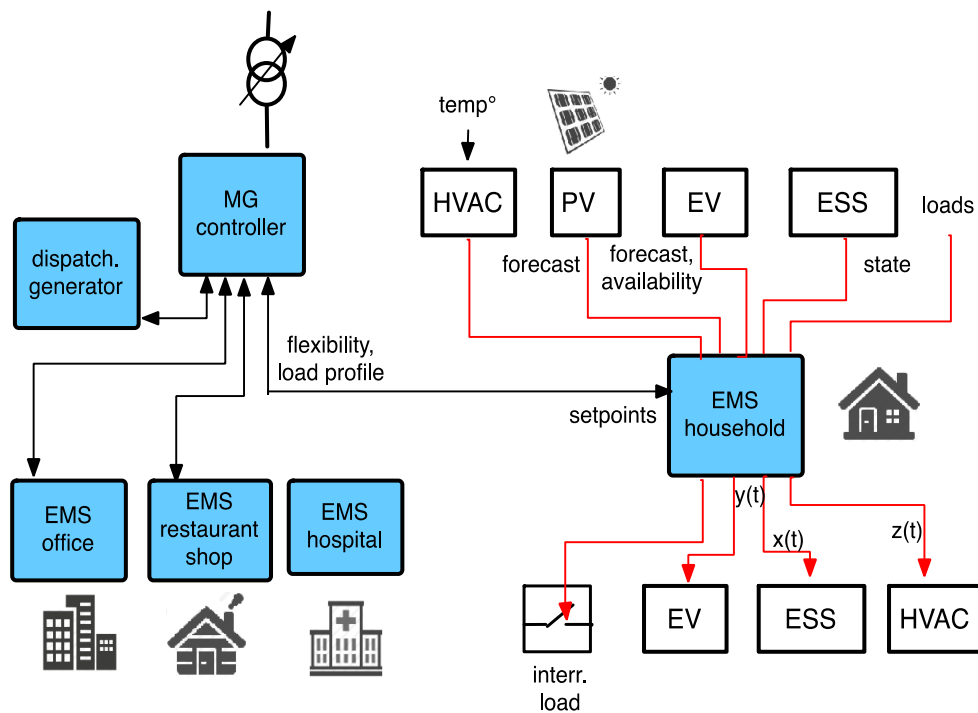 temp°
MG
controller
HVAC
PV
EV
ESS
loads
dispatch.
generator
forecast
forecast,
availability
state
flexibility,
load profile
setpoints
EMS
household
EMS
office
EMS
restaurant
shop
EMS
hospital
y(t)
x(t)
z(t)
EV
ESS
HVAC
interr.
load